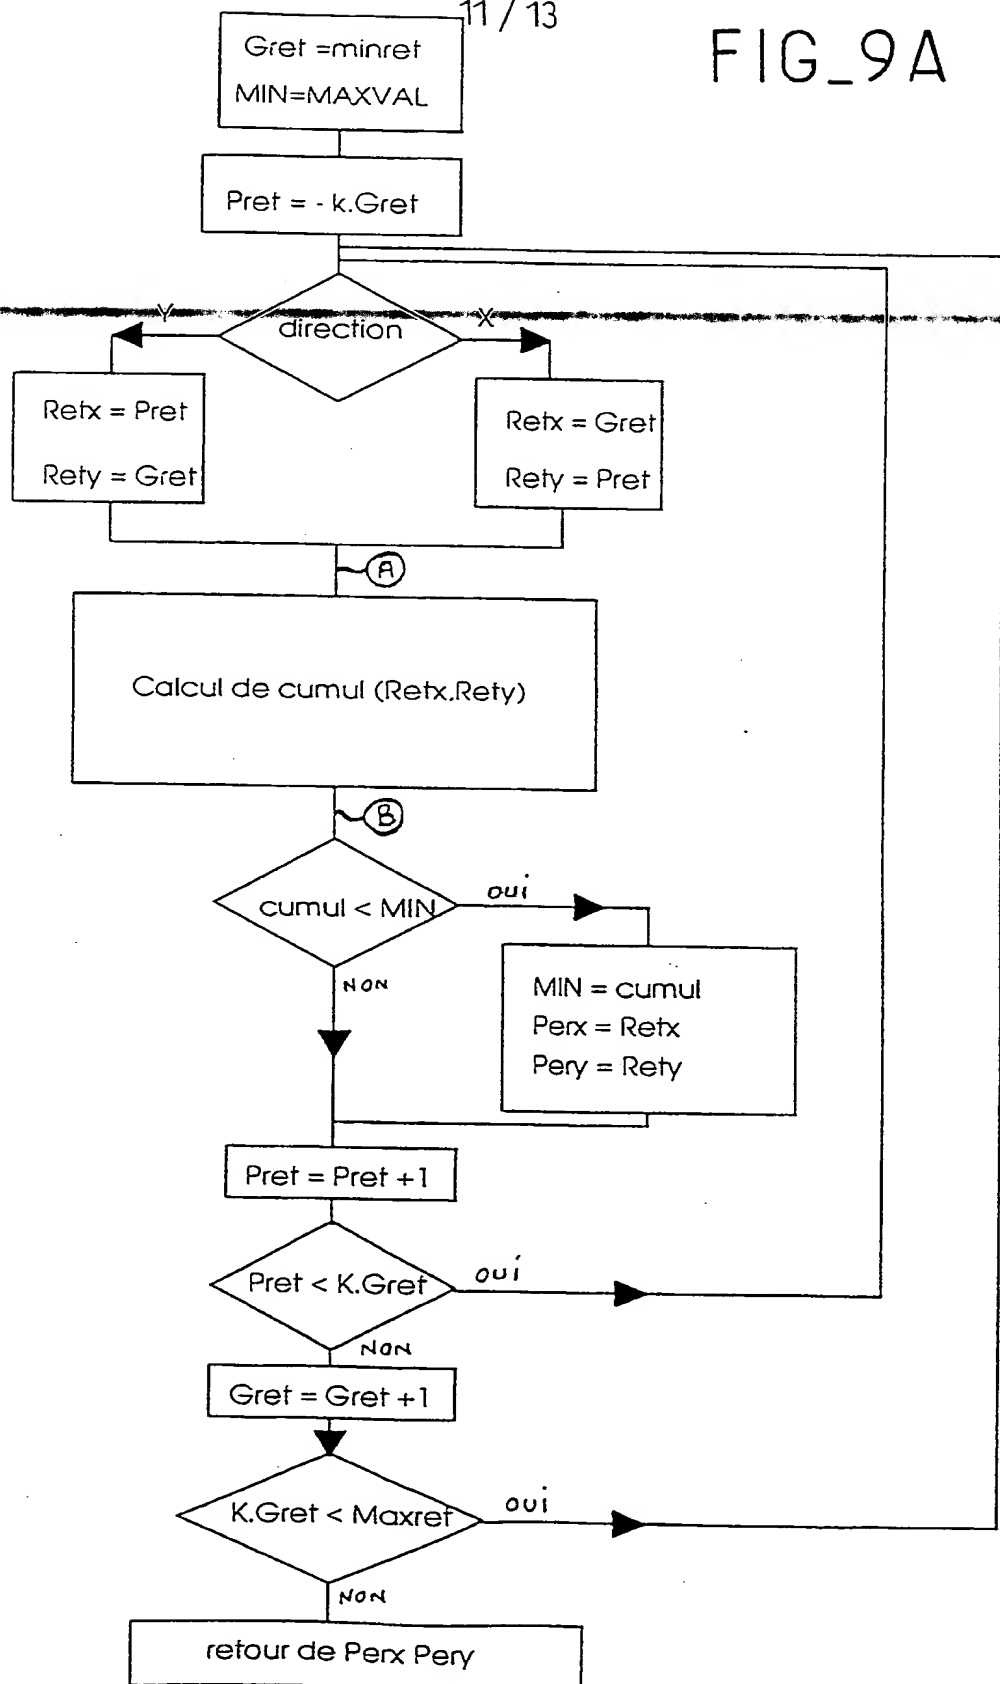 11 / 13
FIG_9A
Gret =minret
MIN=MAXVAL
Pret = - k.Gret
Y
direction
X
Retx = Pret
Rety = Gret
Retx = Gret
Rety = Pret
A
Calcul de cumul (Retx.Rety)
B
cumul < MIN
oui
NON
MIN = cumul
Perx = Retx
Pery = Rety
Pret = Pret +1
Pret < K.Gret
oui
NON
Gret = Gret +1
K.Gret < Maxret
oui
NON
retour de Perx Pery